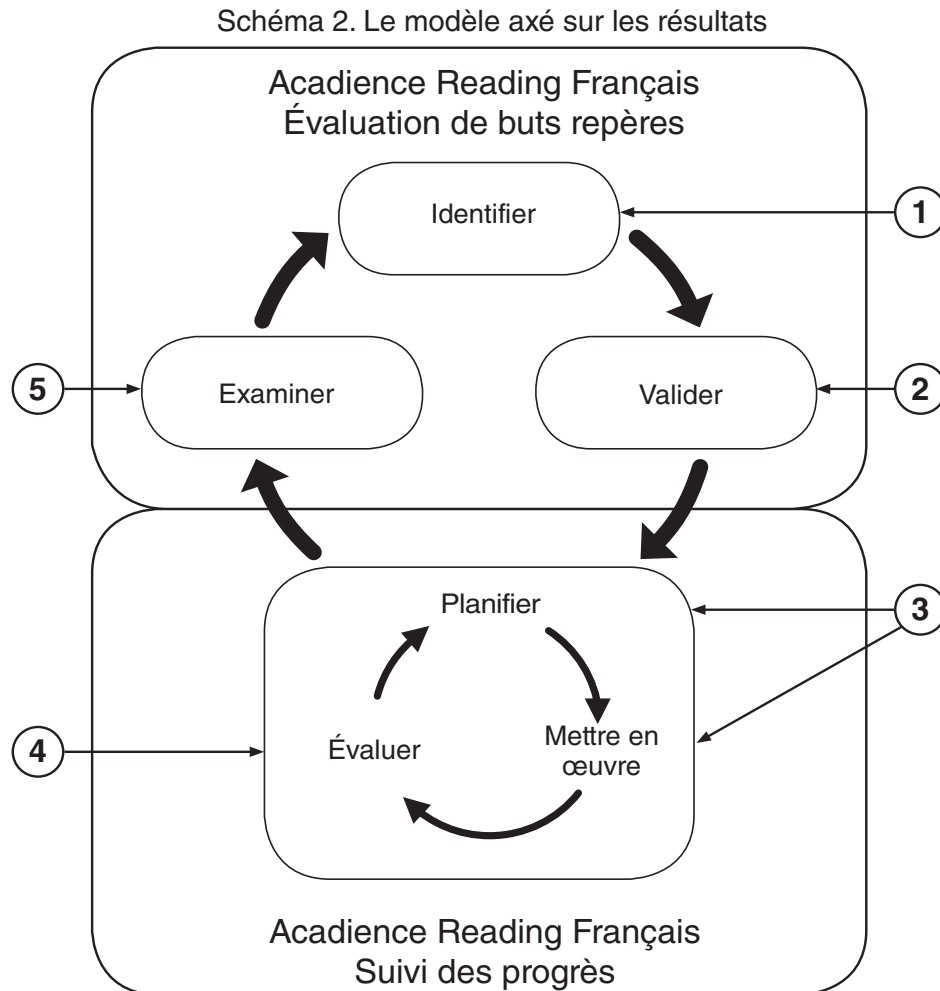 Schéma 2. Le modèle axé sur les résultats
Acadience Reading Français
Évaluation de buts repères
Identifier
1
5
Examiner
Valider
2
Planifier
3
4
Évaluer
Mettre en
œuvre
Acadience Reading Français
Suivi des progrès